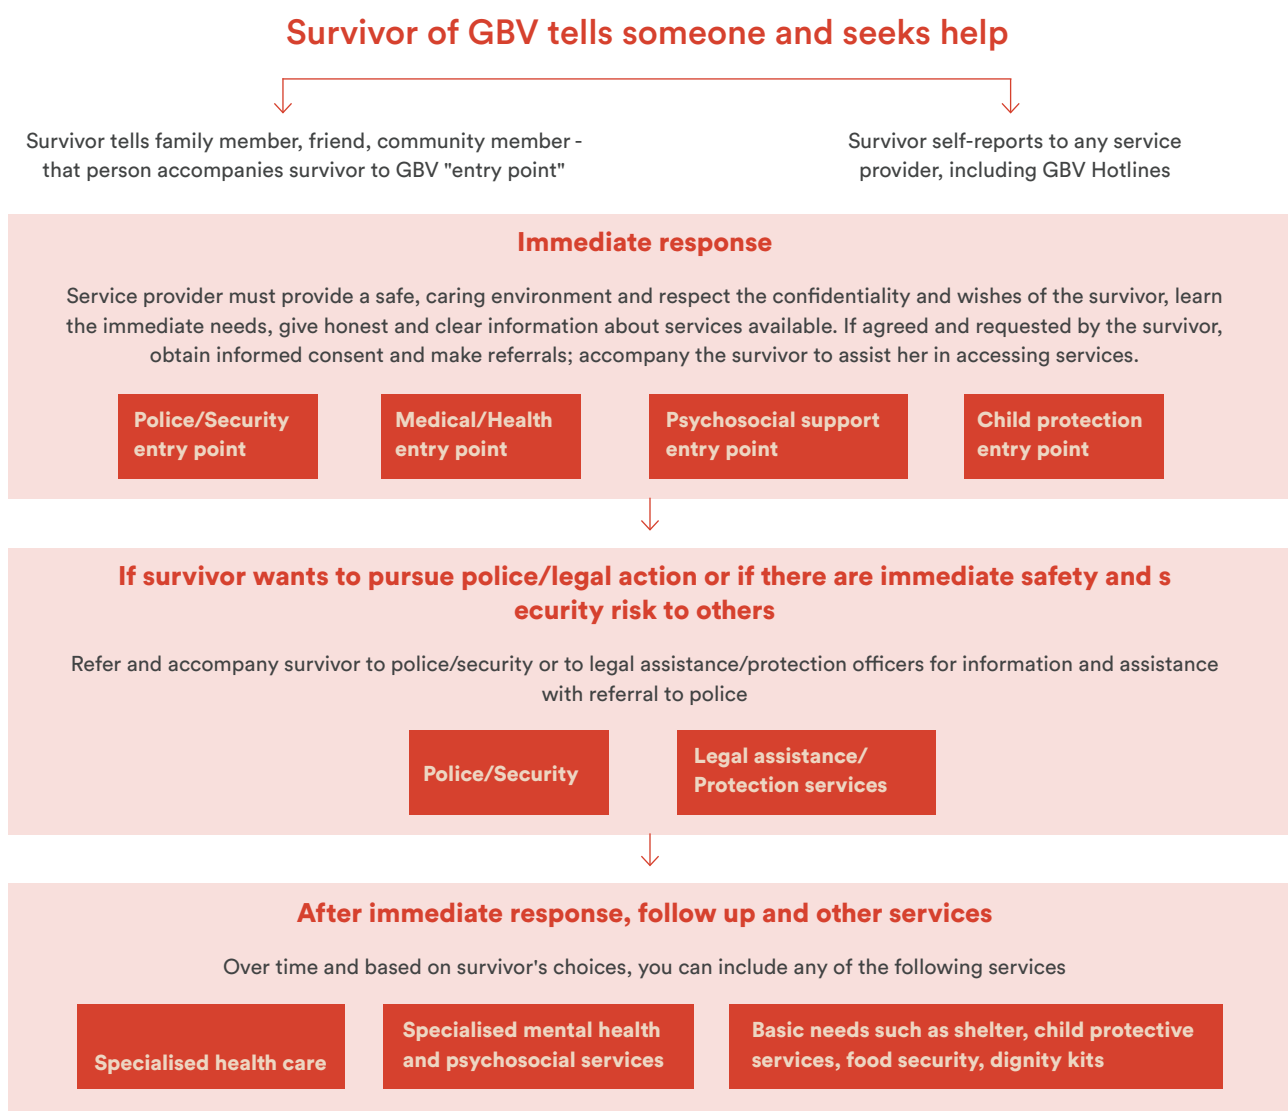 Survivor of GBV tells someone and seeks help
Survivor tells family member, friend, community member -
that person accompanies survivor to GBV "entry point"
Survivor self-reports to any service
provider, including GBV Hotlines
Immediate response
Service provider must provide a safe, caring environment and respect the confidentiality and wishes of the survivor, learn
the immediate needs, give honest and clear information about services available. If agreed and requested by the survivor,
obtain informed consent and make referrals; accompany the survivor to assist her in accessing services.
Police/Security
entry point
Medical/Health
entry point
Psychosocial support
entry point
Child protection
entry point
If survivor wants to pursue police/legal action or if there are immediate safety and s
ecurity risk to others
Refer and accompany survivor to police/security or to legal assistance/protection officers for information and assistance
with referral to police
Police/Security
Legal assistance/
Protection services
After immediate response, follow up and other services
Over time and based on survivor's choices, you can include any of the following services
Specialised health care
Specialised mental health
and psychosocial services
Basic needs such as shelter, child protective
services, food security, dignity kits